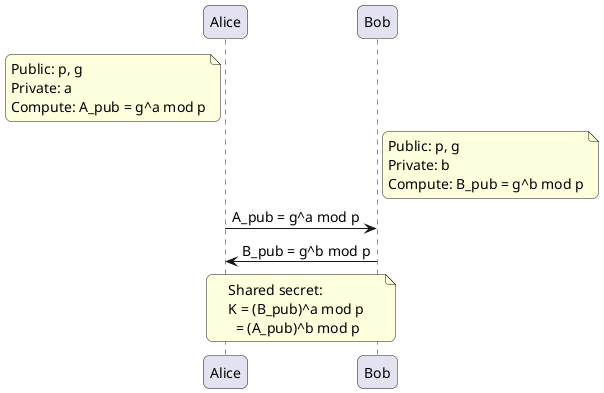 Alice
Bob
Public: p, g
Private: a
Compute: A_pub = g^a mod p
Public: p, g
Private: b
Compute: B_pub = g^b mod p
A_pub = g^a mod p
B_pub = g^b mod p
Shared secret:
K = (B_pub)^a mod p
= (A_pub)^b mod p
Alice
Bob